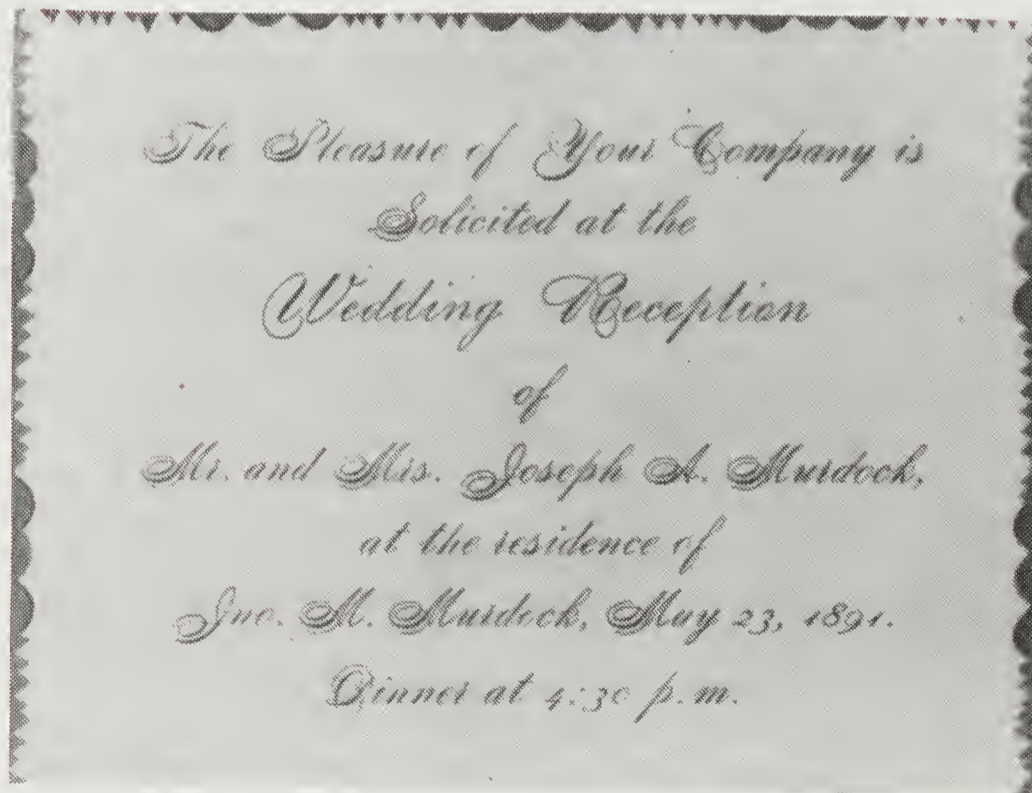 The Pleasure of Your Company is
Solicited at the
Wedding Reception
of
Mr. and Mrs. Joseph A. Murdock,
at the residence of
Jno. M. Murdock, May 23, 1891.
Dinner at 4:30 p.m.